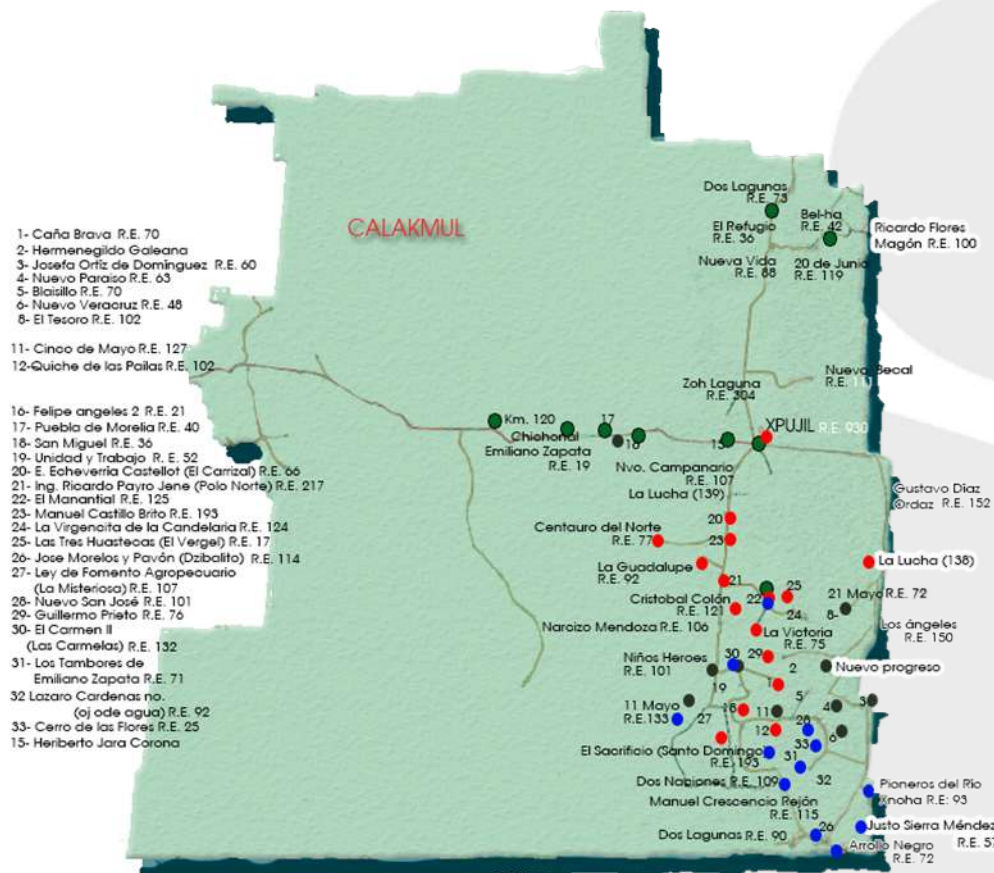 CALAKMUL
1- Caña Brava R.E. 70
2- Hermenegildo Galeana
3- Josefa Ortiz de Domínguez R.E. 60
4- Nuevo Paraiso R.E. 63
5- Blaisillo R.E. 70
6- Nuevo Veracruz R.E. 48
8- El Tesoro R.E. 102
11- Cinco de Mayo R.E. 127
12-Quiche de las Pailas R.E. 102
16- Felipe angeles 2 R.E. 21
17- Puebla de Morelia R.E. 40
18- San Miguel R.E. 36
19- Unidad y Trabajo R.E. 52
20- E. Echeverría Castellot (El Carrizal) R.E. 66
21- Ing. Ricardo Payro Jene (Polo Norte) R.E. 217
22- El Manantial R.E. 125
23- Manuel Castillo Brito R.E. 193
24- La Virgencita de la Candelaria R.E. 124
25- Las Tres Huastecas (El Vergel) R.E. 17
26- Jose Morelos y Pavón (Dzibalito) R.E. 114
27- Ley de Fomento Agropecuario
(La Misteriosa) R.E. 107
28- Nuevo San José R.E. 101
29- Guillermo Prieto R.E. 76
30- El Carmen II
(Las Carmelas) R.E. 132
31- Los Tambores de
Emiliano Zapata R.E. 71
32 Lazaro Cardenas no.
(oj ode agua) R.E. 92
33- Cerro de las Flores R.E. 25
15- Heriberto Jara Corona
Dos Lagunas
R.E. 73
El Refugio
R.E. 36
Bel-ha
R.E. 42
Ricardo Flores
Magón R.E. 100
Nueva Vida
R.E. 88
20 de Junio
R.E. 119
Nuevo Becal
R.E. 111
Zoh Laguna
R.E. 304
XPUJIL R.E. 930
Km. 120
17
Chichonal
16
15
Emiliano Zapata
R.E. 19
Nvo. Campanario
R.E. 107
La Lucha (139)
Gustavo Díaz
Ordaz R.E. 152
20
Centauro del Norte
R.E. 77
23
La Guadalupe
R.E. 92
La Lucha (138)
21
25
22
24
Cristobal Colón
R.E. 121
21 Mayo R.E. 72
8-
Narcizo Mendoza R.E. 106
La Victoria
R.E. 75
Los ángeles
R.E. 150
Niños Heroes
R.E. 101
30
29
2
Nuevo progreso
19
1
5
11 Mayo
R.E.133
27
18
11
4
3
12
28
6
33
El Sacrificio (Santo Domingo)
R.E. 193
31
32
Dos Naciones R.E. 109
Manuel Crescencio Rejón
R.E. 115
Pioneros del Río
Xnoha R.E: 93
Dos Lagunas R.E. 90
26
Justo Sierra Méndez
R.E. 57
Arrollo Negro
R.E. 72